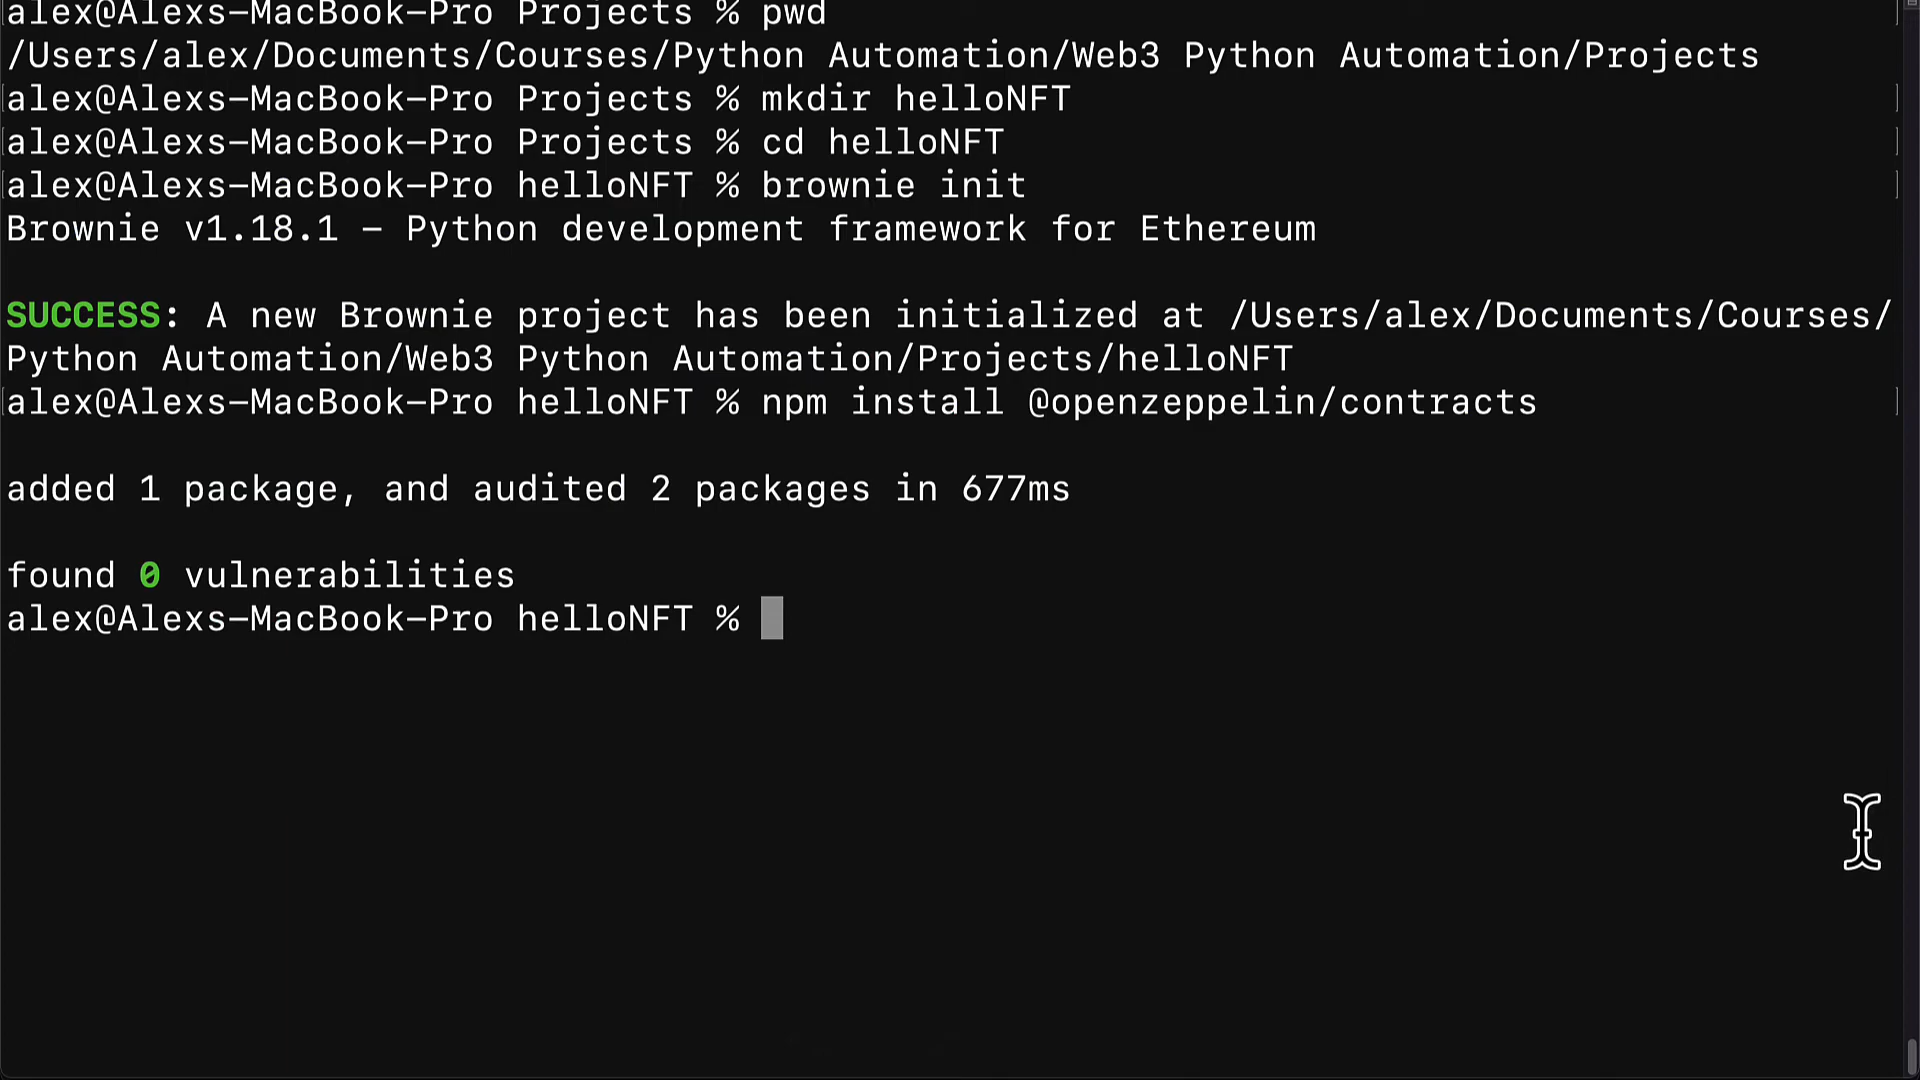 alex@Alexs-MacBook-Pro Projects % pwd
/Users/alex/Documents/Courses/Python Automation/Web3 Python Automation/Projects
alex@Alexs-MacBook-Pro Projects % mkdir helloNFT
alex@Alexs-MacBook-Pro Projects % cd helloNFT
alex@Alexs-MacBook-Pro helloNFT % brownie init
Brownie v1.18.1 - Python development framework for Ethereum
SUCCESS: A new Brownie project has been initialized at /Users/alex/Documents/Courses/
Python Automation/Web3 Python Automation/Projects/helloNFT
alex@Alexs-MacBook-Pro helloNFT % npm install @openzeppelin/contracts
added 1 package, and audited 2 packages in 677ms
found 0 vulnerabilities
alex@Alexs-MacBook-Pro helloNFT %